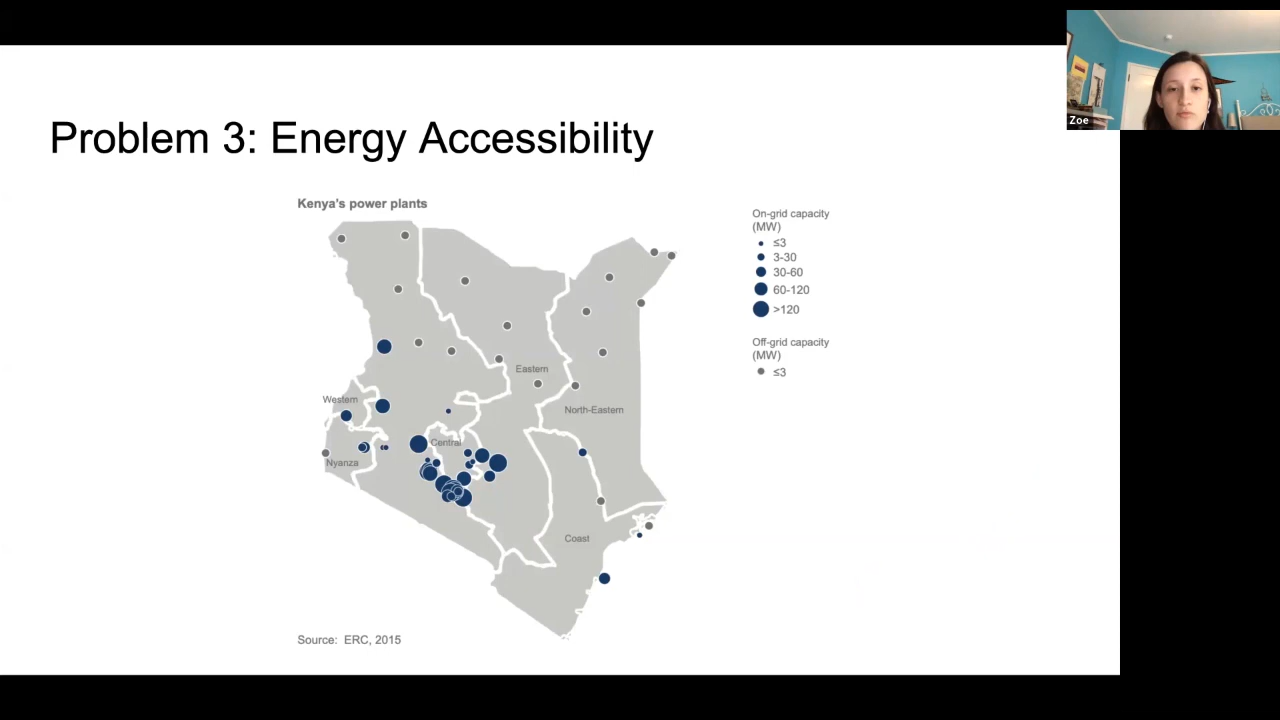 Zoe
Problem 3: Energy Accessibility
Kenya's power plants
On-grid capacity
(MW)
≤3
3-30
30-60
60-120
>120
Off-grid capacity
(MW)
≤3
Eastern
Western
North-Eastern
Central
Nyanza
Coast
Source: ERC, 2015